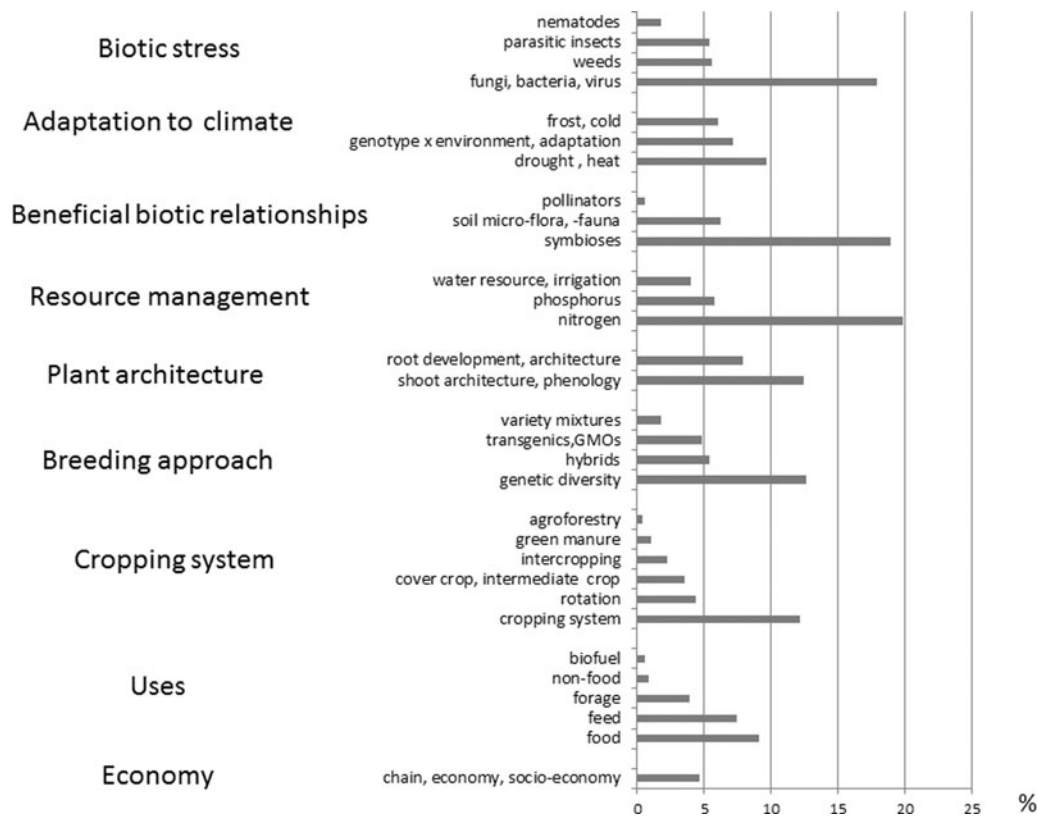 Biotic stress
nematodes
parasitic insects
weeds
fungi, bacteria, virus
Adaptation to climate
frost, cold
genotype x environment, adaptation
drought , heat
Beneficial biotic relationships
pollinators
soil micro-flora, -fauna
symbioses
Resource management
water resource, irrigation
phosphorus
nitrogen
Plant architecture
root development, architecture
shoot architecture, phenology
Breeding approach
variety mixtures
transgenics,GMOs
hybrids
genetic diversity
Cropping system
agroforestry
green manure
intercropping
cover crop, intermediate crop
rotation
cropping system
Uses
biofuel
non-food
forage
feed
food
Economy
chain, economy, socio-economy
0 5 10 15 20 25 %